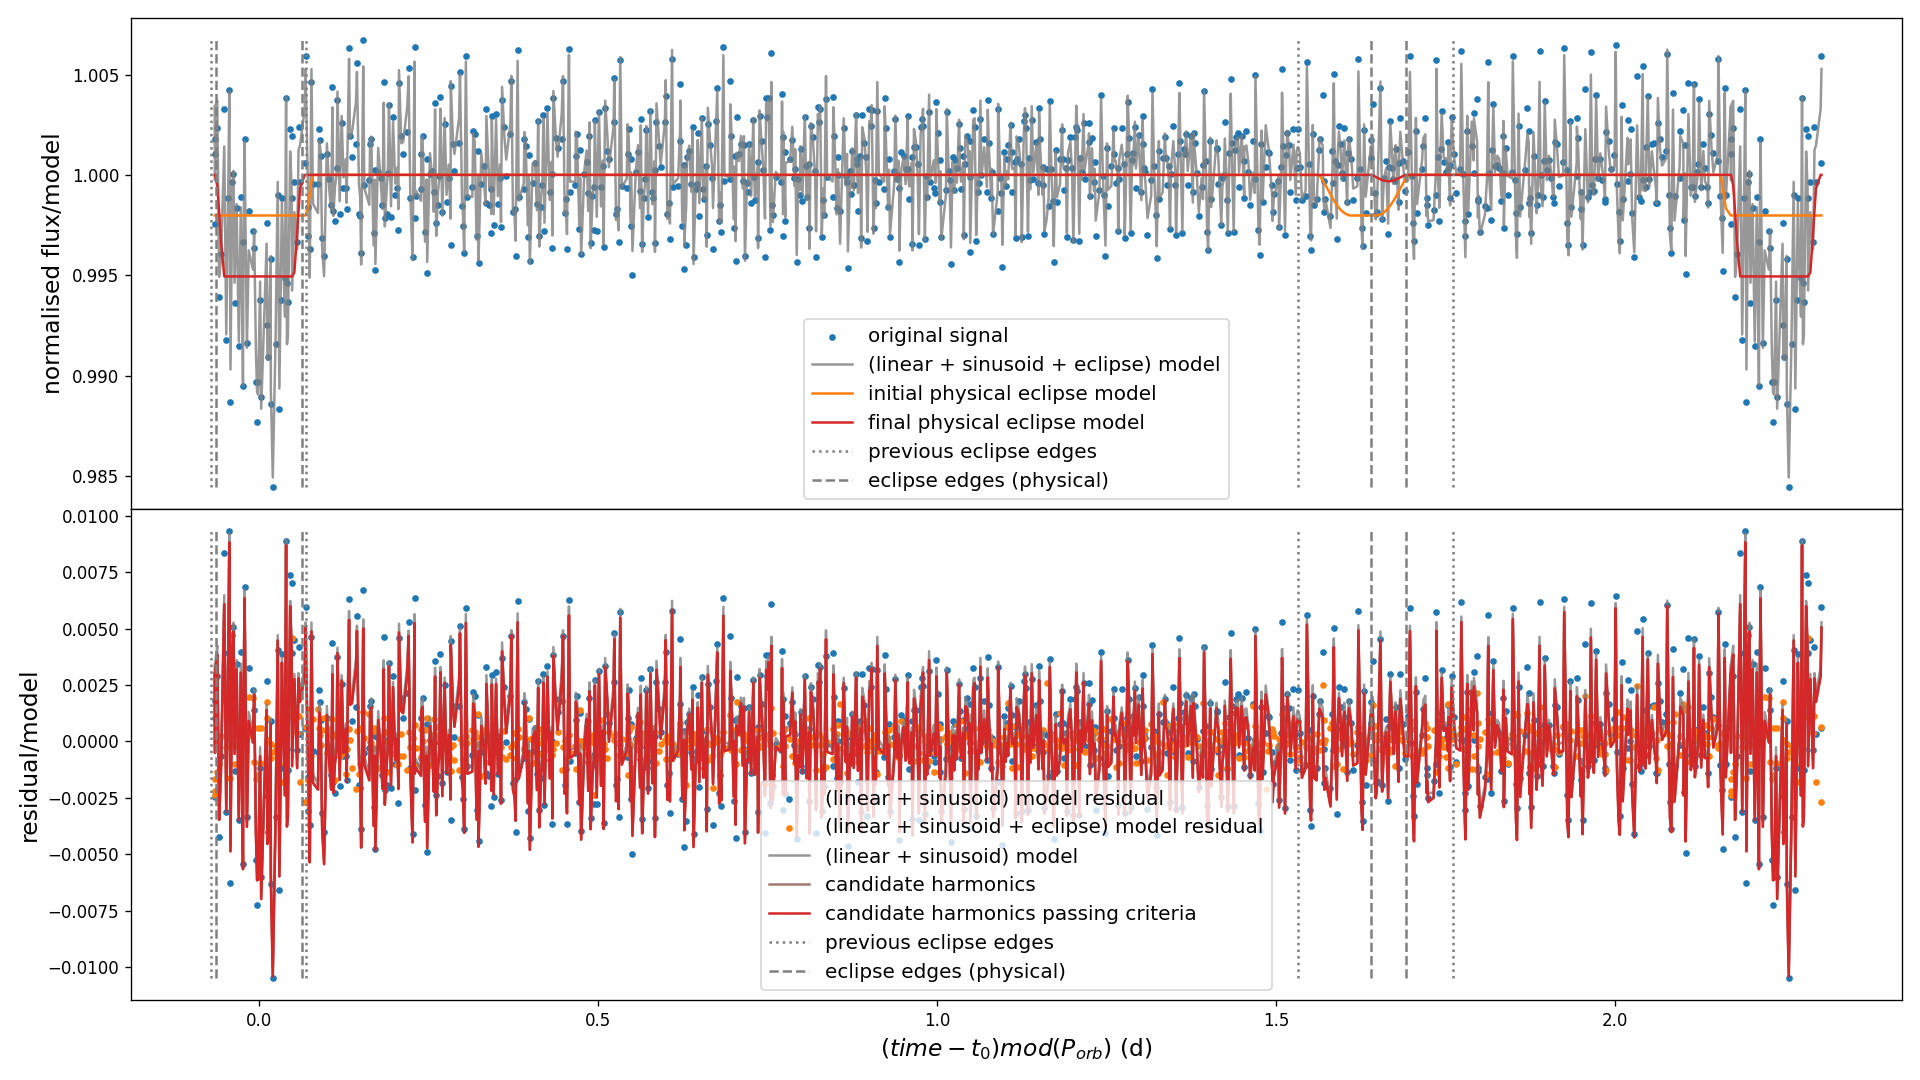 normalised flux/model
1.005
1.000
0.995
0.990
0.985
original signal
(linear + sinusoid + eclipse) model
initial physical eclipse model
final physical eclipse model
previous eclipse edges
eclipse edges (physical)
residual/model
0.0100
0.0075
0.0050
0.0025
0.0000
−0.0025
−0.0050
−0.0075
−0.0100
(linear + sinusoid) model residual
(linear + sinusoid + eclipse) model residual
(linear + sinusoid) model
candidate harmonics
candidate harmonics passing criteria
previous eclipse edges
eclipse edges (physical)
0.0 0.5 1.0 1.5 2.0
(time − t₀)mod(P_orb) (d)